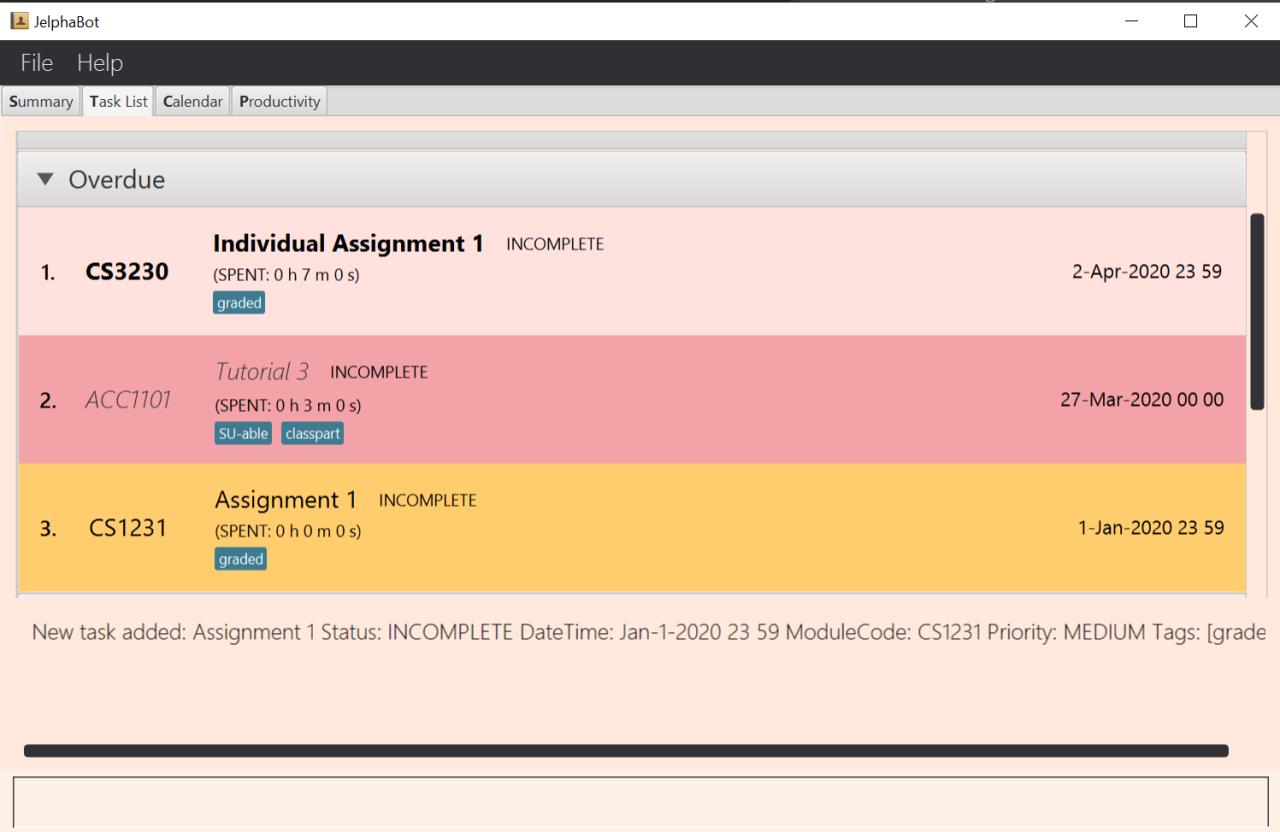 JelphaBot
File Help
Summary Task List Calendar Productivity
Overdue
Individual Assignment 1 INCOMPLETE
1. CS3230 (SPENT: 0 h 7 m 0 s) 2-Apr-2020 23 59
graded
Tutorial 3 INCOMPLETE
2. ACC1101 (SPENT: 0 h 3 m 0 s) 27-Mar-2020 00 00
SU-able classpart
Assignment 1 INCOMPLETE
3. CS1231 (SPENT: 0 h 0 m 0 s) 1-Jan-2020 23 59
graded
New task added: Assignment 1 Status: INCOMPLETE DateTime: Jan-1-2020 23 59 ModuleCode: CS1231 Priority: MEDIUM Tags: [grade